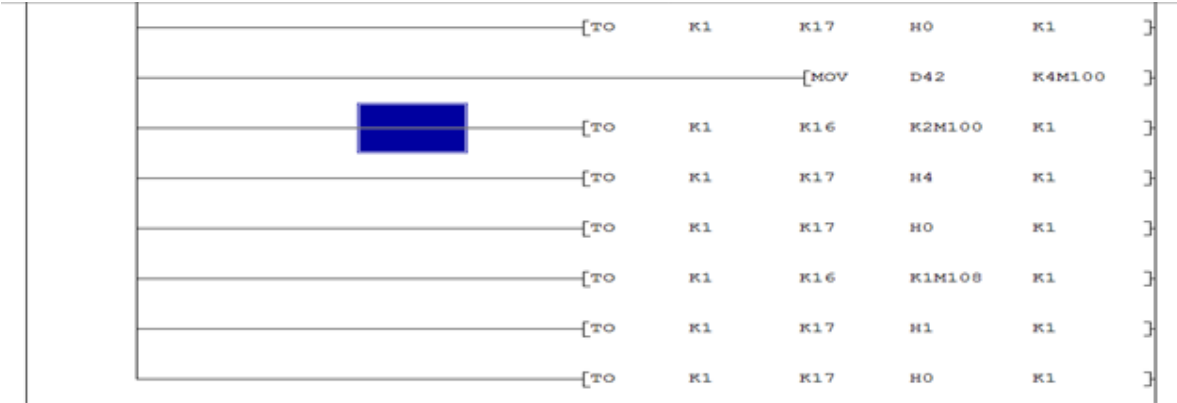 [TO K1 K17 H0 K1 ]
[MOV D42 K4M100 ]
[TO K1 K16 K2M100 K1 ]
[TO K1 K17 H4 K1 ]
[TO K1 K17 H0 K1 ]
[TO K1 K16 K1M108 K1 ]
[TO K1 K17 H1 K1 ]
[TO K1 K17 H0 K1 ]